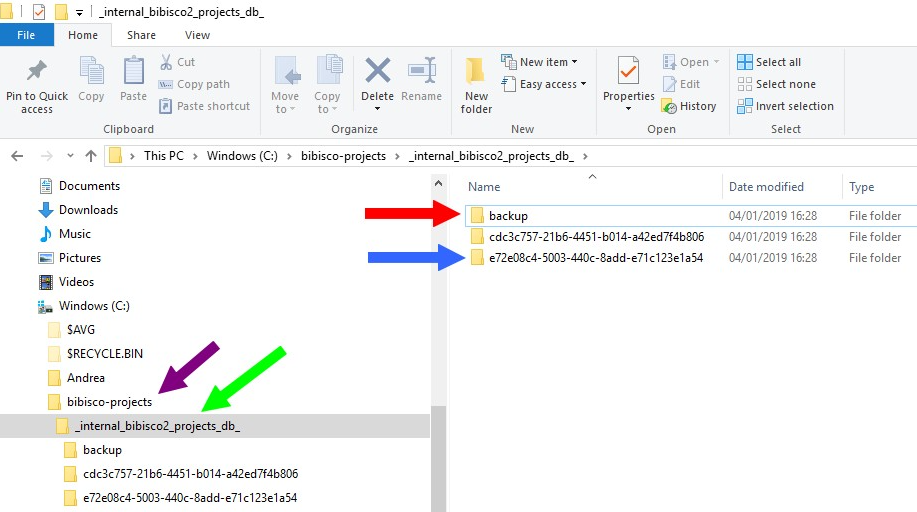 _internal_bibisco2_projects_db_
File Home Share View
Pin to Quick access
Copy
Paste
Cut
Copy path
Paste shortcut
Clipboard
Move to
Copy to
Delete
Rename
Organize
New folder
New item
Easy access
New
Properties
Open
Edit
History
Open
Select all
Select none
Invert selection
Select
This PC > Windows (C:) > bibisco-projects > _internal_bibisco2_projects_db_ >
Documents
Downloads
Music
Pictures
Videos
Windows (C:)
$AVG
$RECYCLE.BIN
Andrea
bibisco-projects
_internal_bibisco2_projects_db_
backup
cdc3c757-21b6-4451-b014-a42ed7f4b806
e72e08c4-5003-440c-8add-e71c123e1a54
Name Date modified Type
backup 04/01/2019 16:28 File folder
cdc3c757-21b6-4451-b014-a42ed7f4b806 04/01/2019 16:28 File folder
e72e08c4-5003-440c-8add-e71c123e1a54 04/01/2019 16:28 File folder